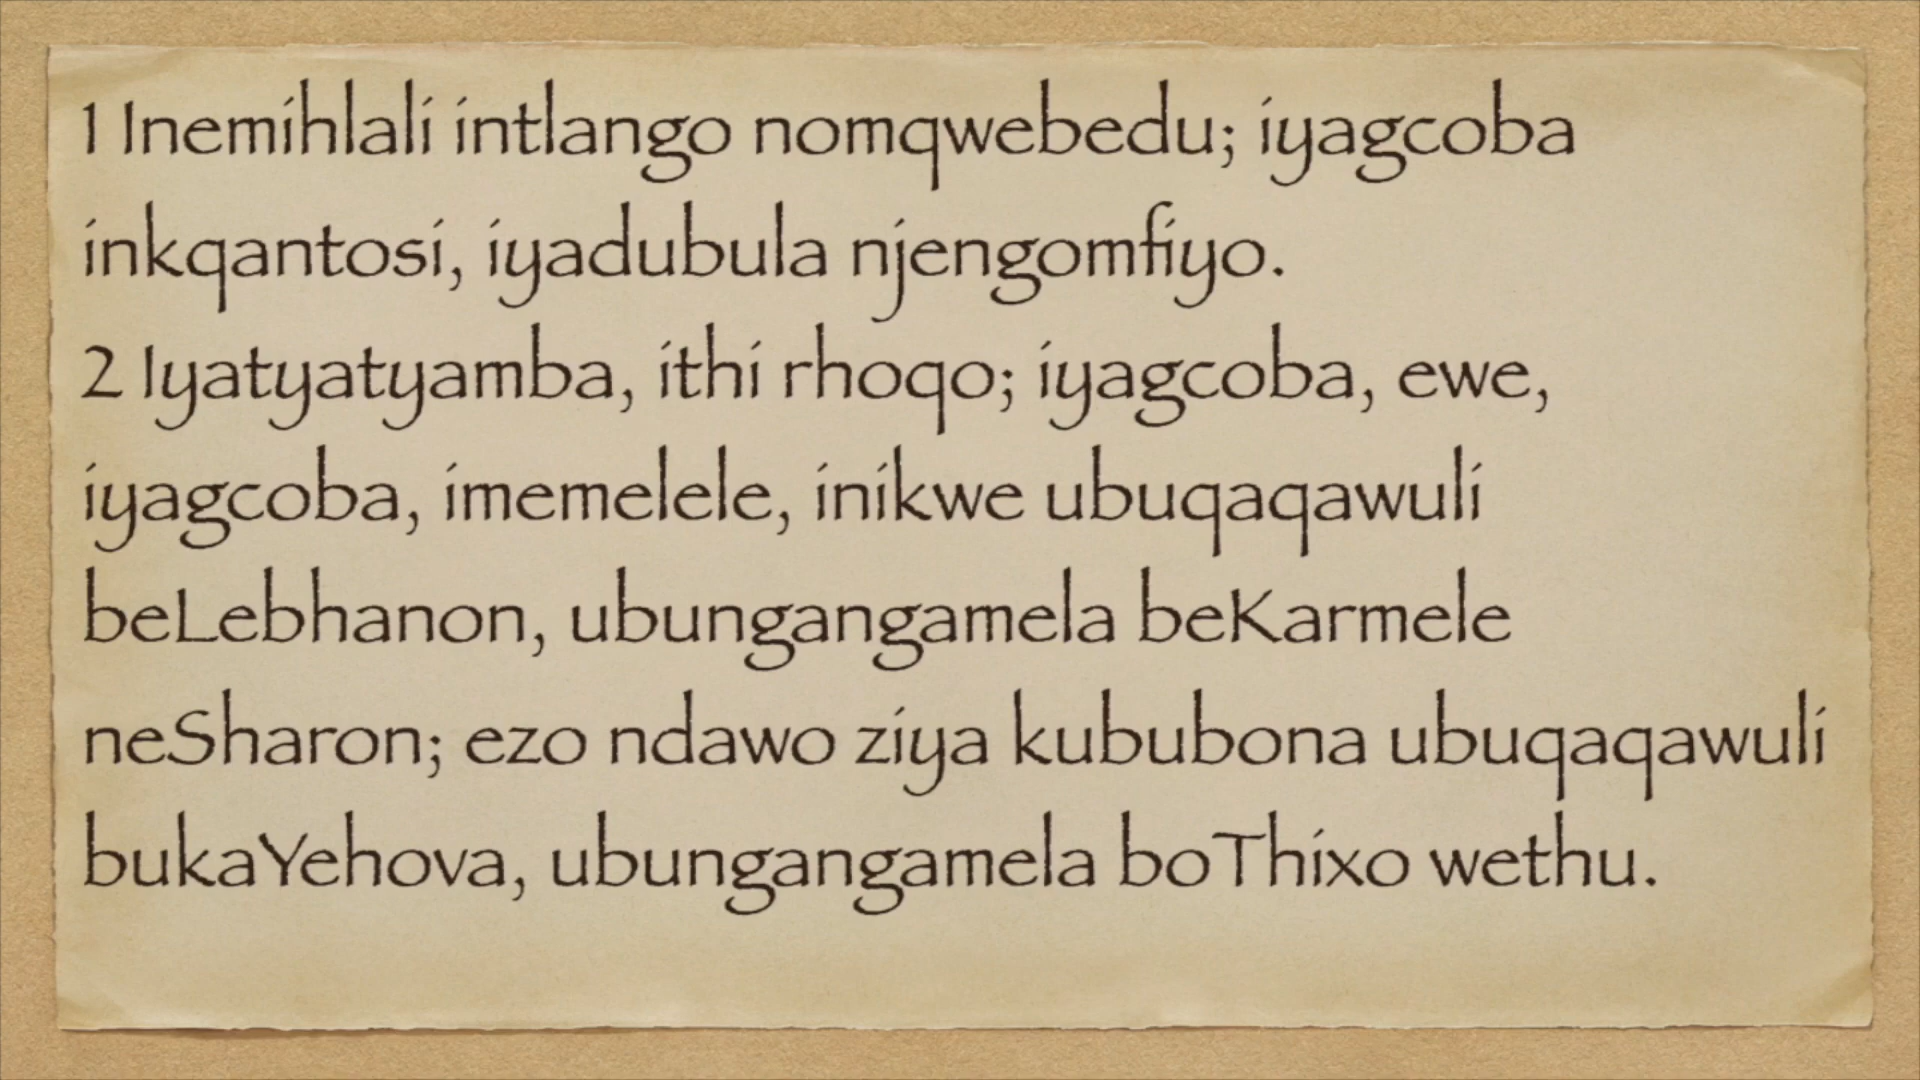 1 Inemihlali intlango nomqwebedu; iyagcoba
inkqantosi, iyadubula njengomfiyo.
2 Iyatyatyamba, ithi rhoqo; iyagcoba, ewe,
iyagcoba, imemelele, inikwe ubuqaqawuli
beLebhanon, ubungangamela beKarmele
neSharon; ezo ndawo ziya kububona ubuqaqawuli
bukaYehova, ubungangamela boThixo wethu.